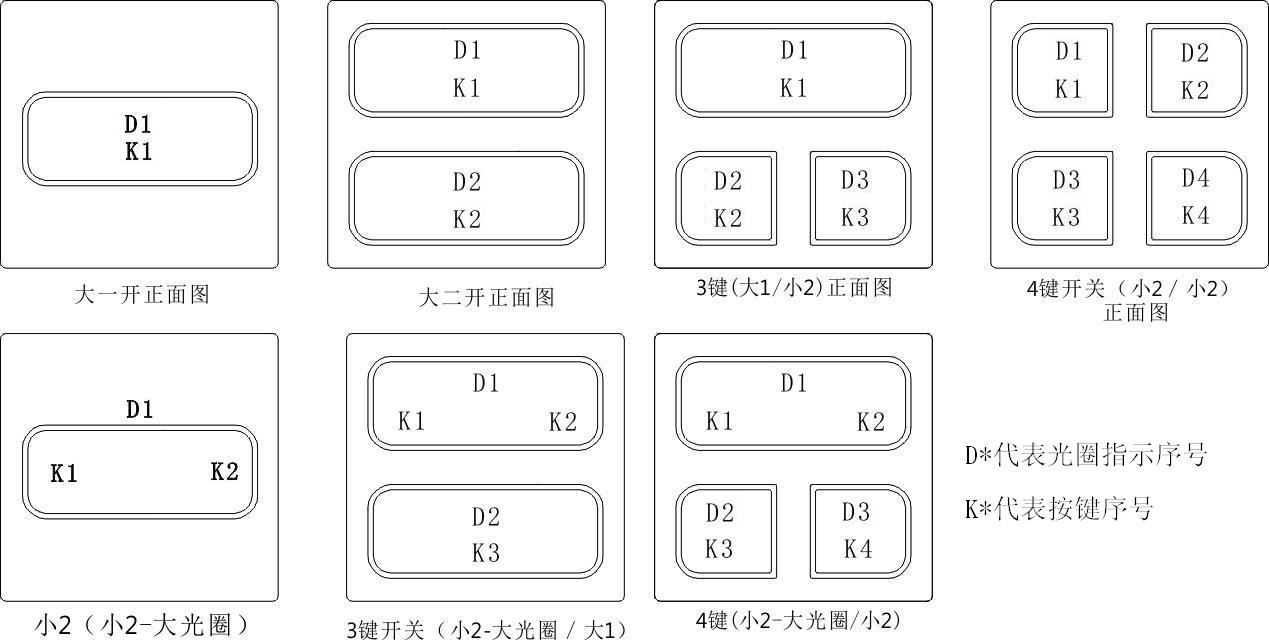 D1
K1
大一开正面图
D1
K1
D2
K2
大二开正面图
D1
K1
D2
K2
D3
K3
3键(大1/小2)正面图
D1
K1
D2
K2
D3
K3
D4
K4
4键开关（小2 / 小2）
正面图
D1
K1
K2
小2（小2-大光圈）
D1
K1
K2
D2
K3
3键开关（小2-大光圈 / 大1）
D1
K1
K2
D2
K3
D3
K4
4键(小2-大光圈/小2)
D*代表光圈指示序号
K*代表按键序号